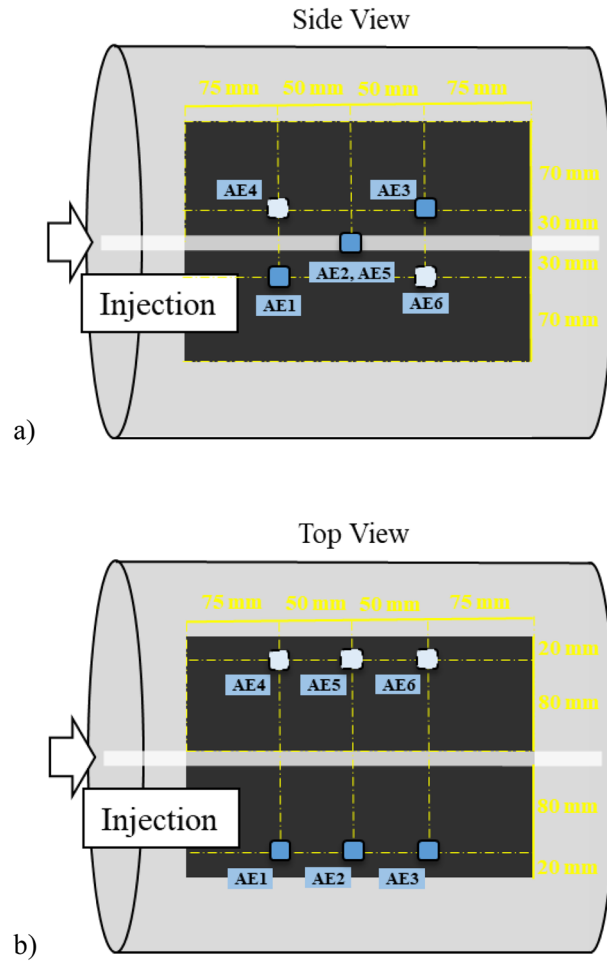 Side View
75 mm 50 mm 50 mm 75 mm
70 mm
AE4 AE3
30 mm
AE2, AE5
30 mm
AE1 AE6
Injection
70 mm
a)
Top View
75 mm 50 mm 50 mm 75 mm
20 mm
AE4 AE5 AE6
80 mm
Injection
80 mm
AE1 AE2 AE3
20 mm
b)